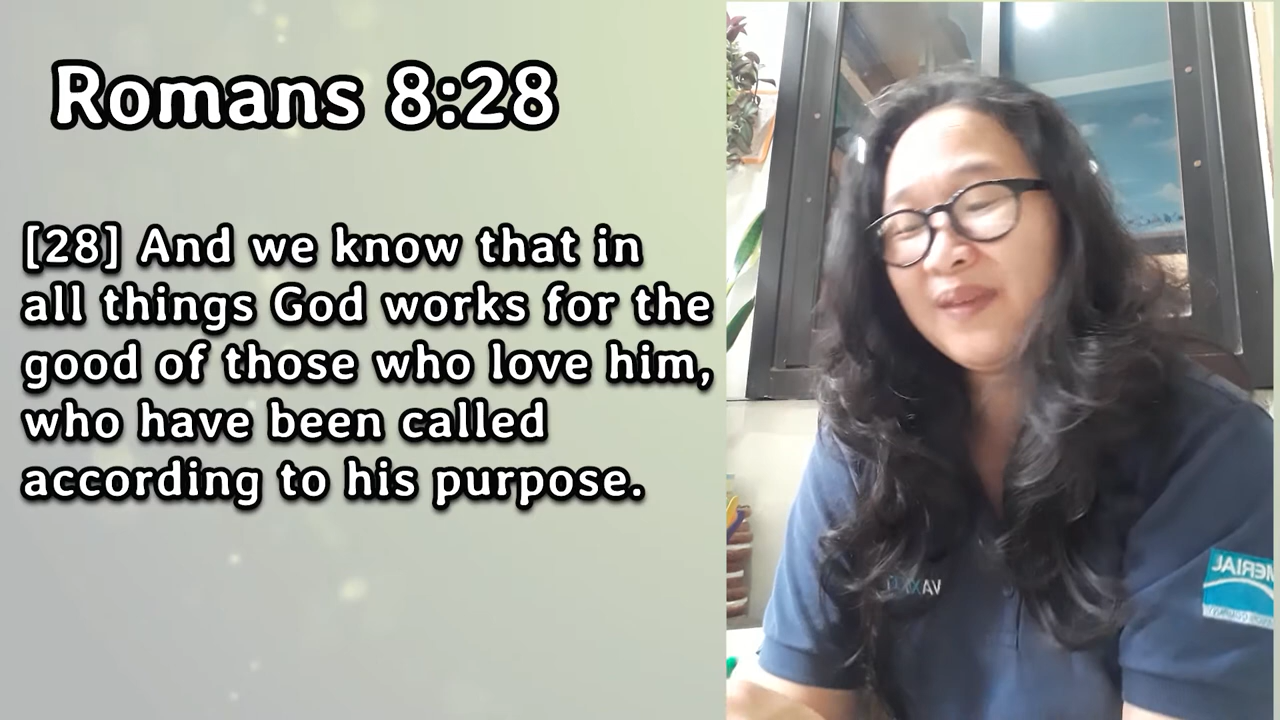 Romans 8:28
[28] And we know that in
all things God works for the
good of those who love him,
who have been called
according to his purpose.
MERIAL